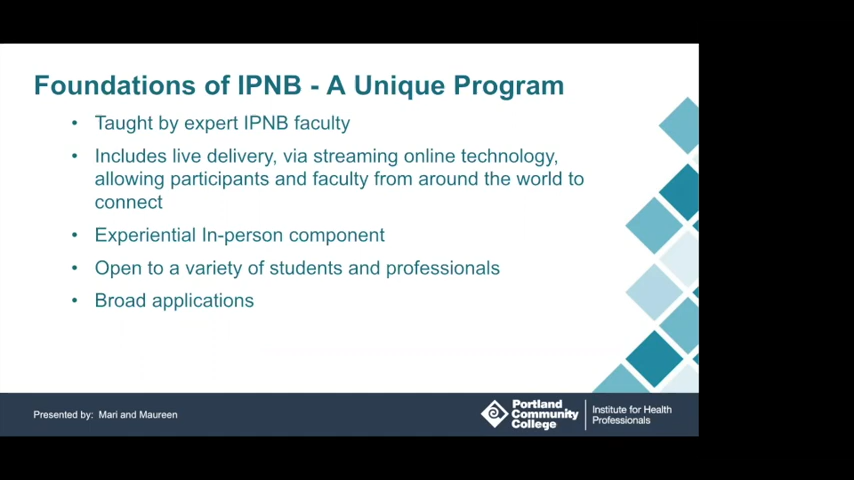 Foundations of IPNB - A Unique Program
• Taught by expert IPNB faculty
• Includes live delivery, via streaming online technology,
allowing participants and faculty from around the world to
connect
• Experiential In-person component
• Open to a variety of students and professionals
• Broad applications
Presented by: Mari and Maureen
Portland
Community
College
Institute for Health
Professionals